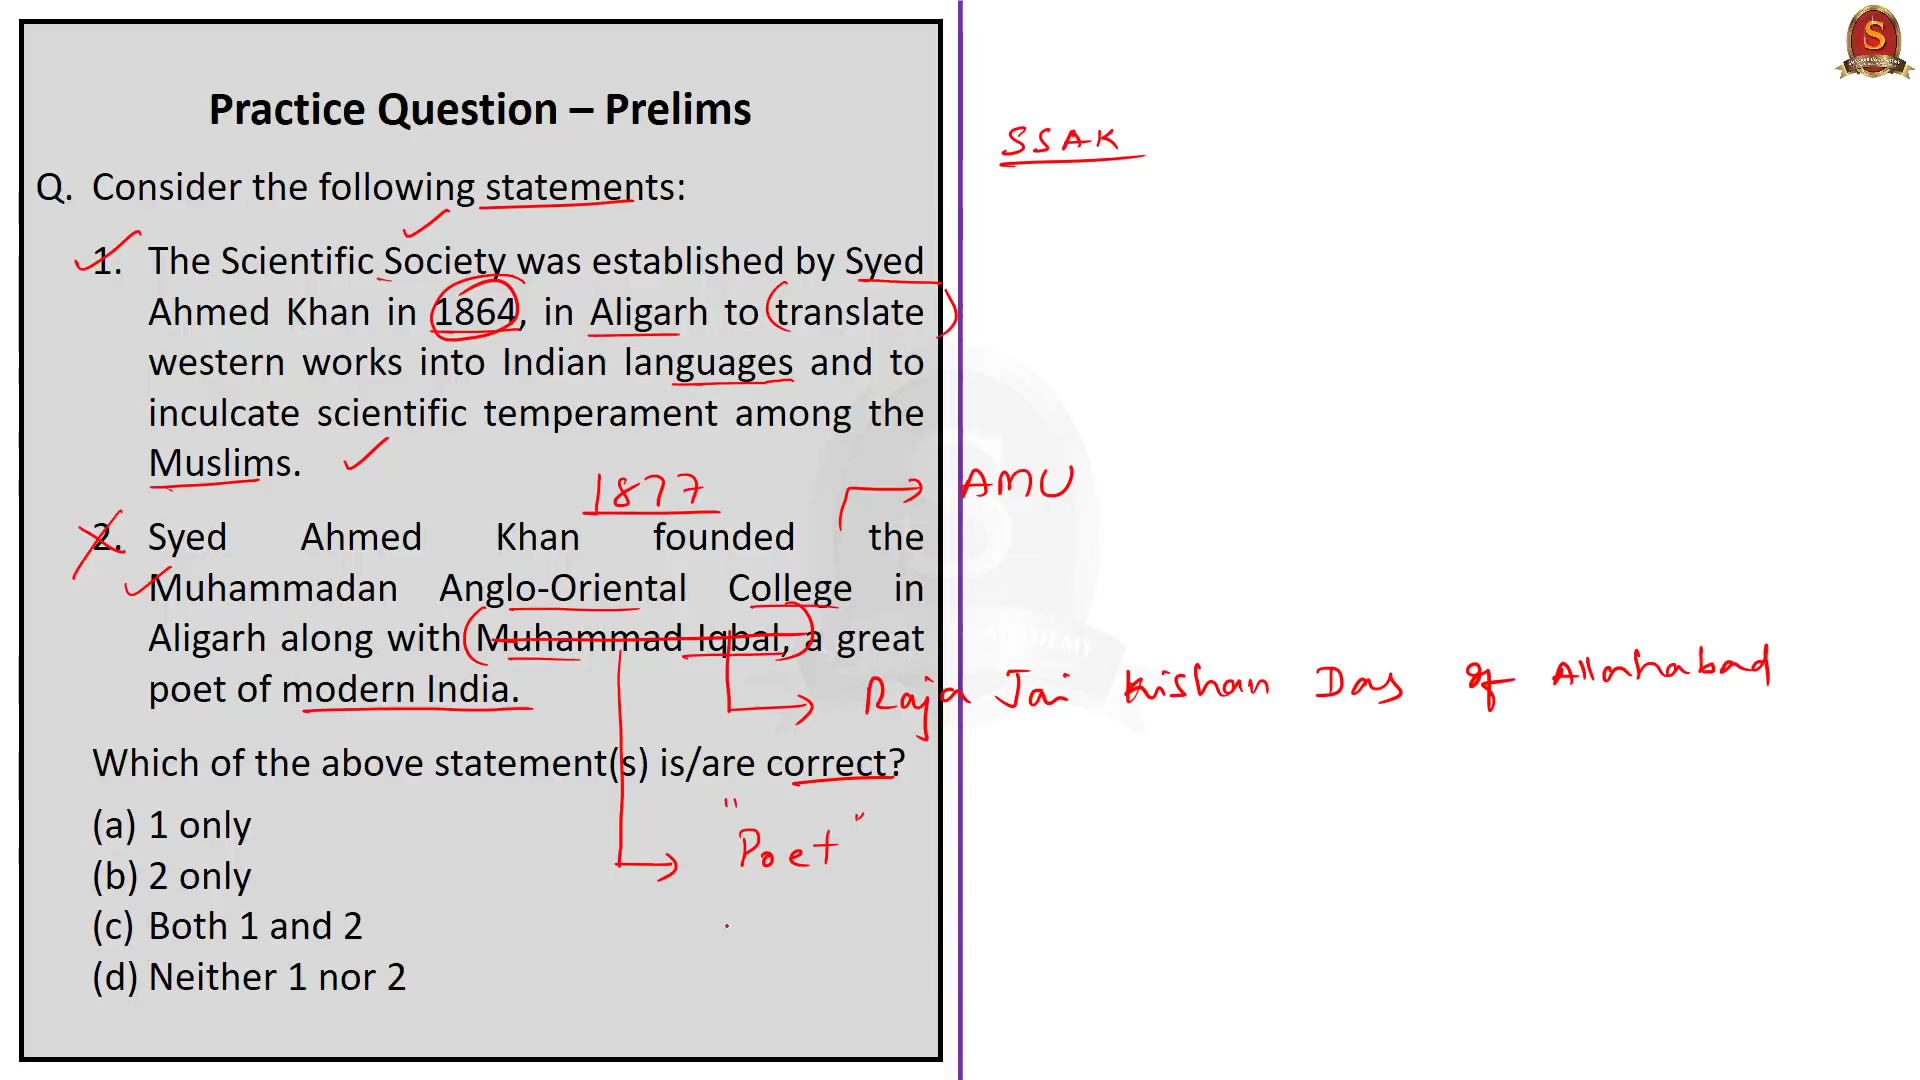 Practice Question – Prelims
SSAK
Q. Consider the following statements:
1. The Scientific Society was established by Syed
Ahmed Khan in 1864, in Aligarh to translate
western works into Indian languages and to
inculcate scientific temperament among the
Muslims.
1877
AMU
2. Syed Ahmed Khan founded the
Muhammadan Anglo-Oriental College in
Aligarh along with Muhammad Iqbal, a great
poet of modern India.
Raja Jai Kishan Das of Allahabad
Which of the above statement(s) is/are correct?
(a) 1 only
"Poet"
(b) 2 only
(c) Both 1 and 2
(d) Neither 1 nor 2
S